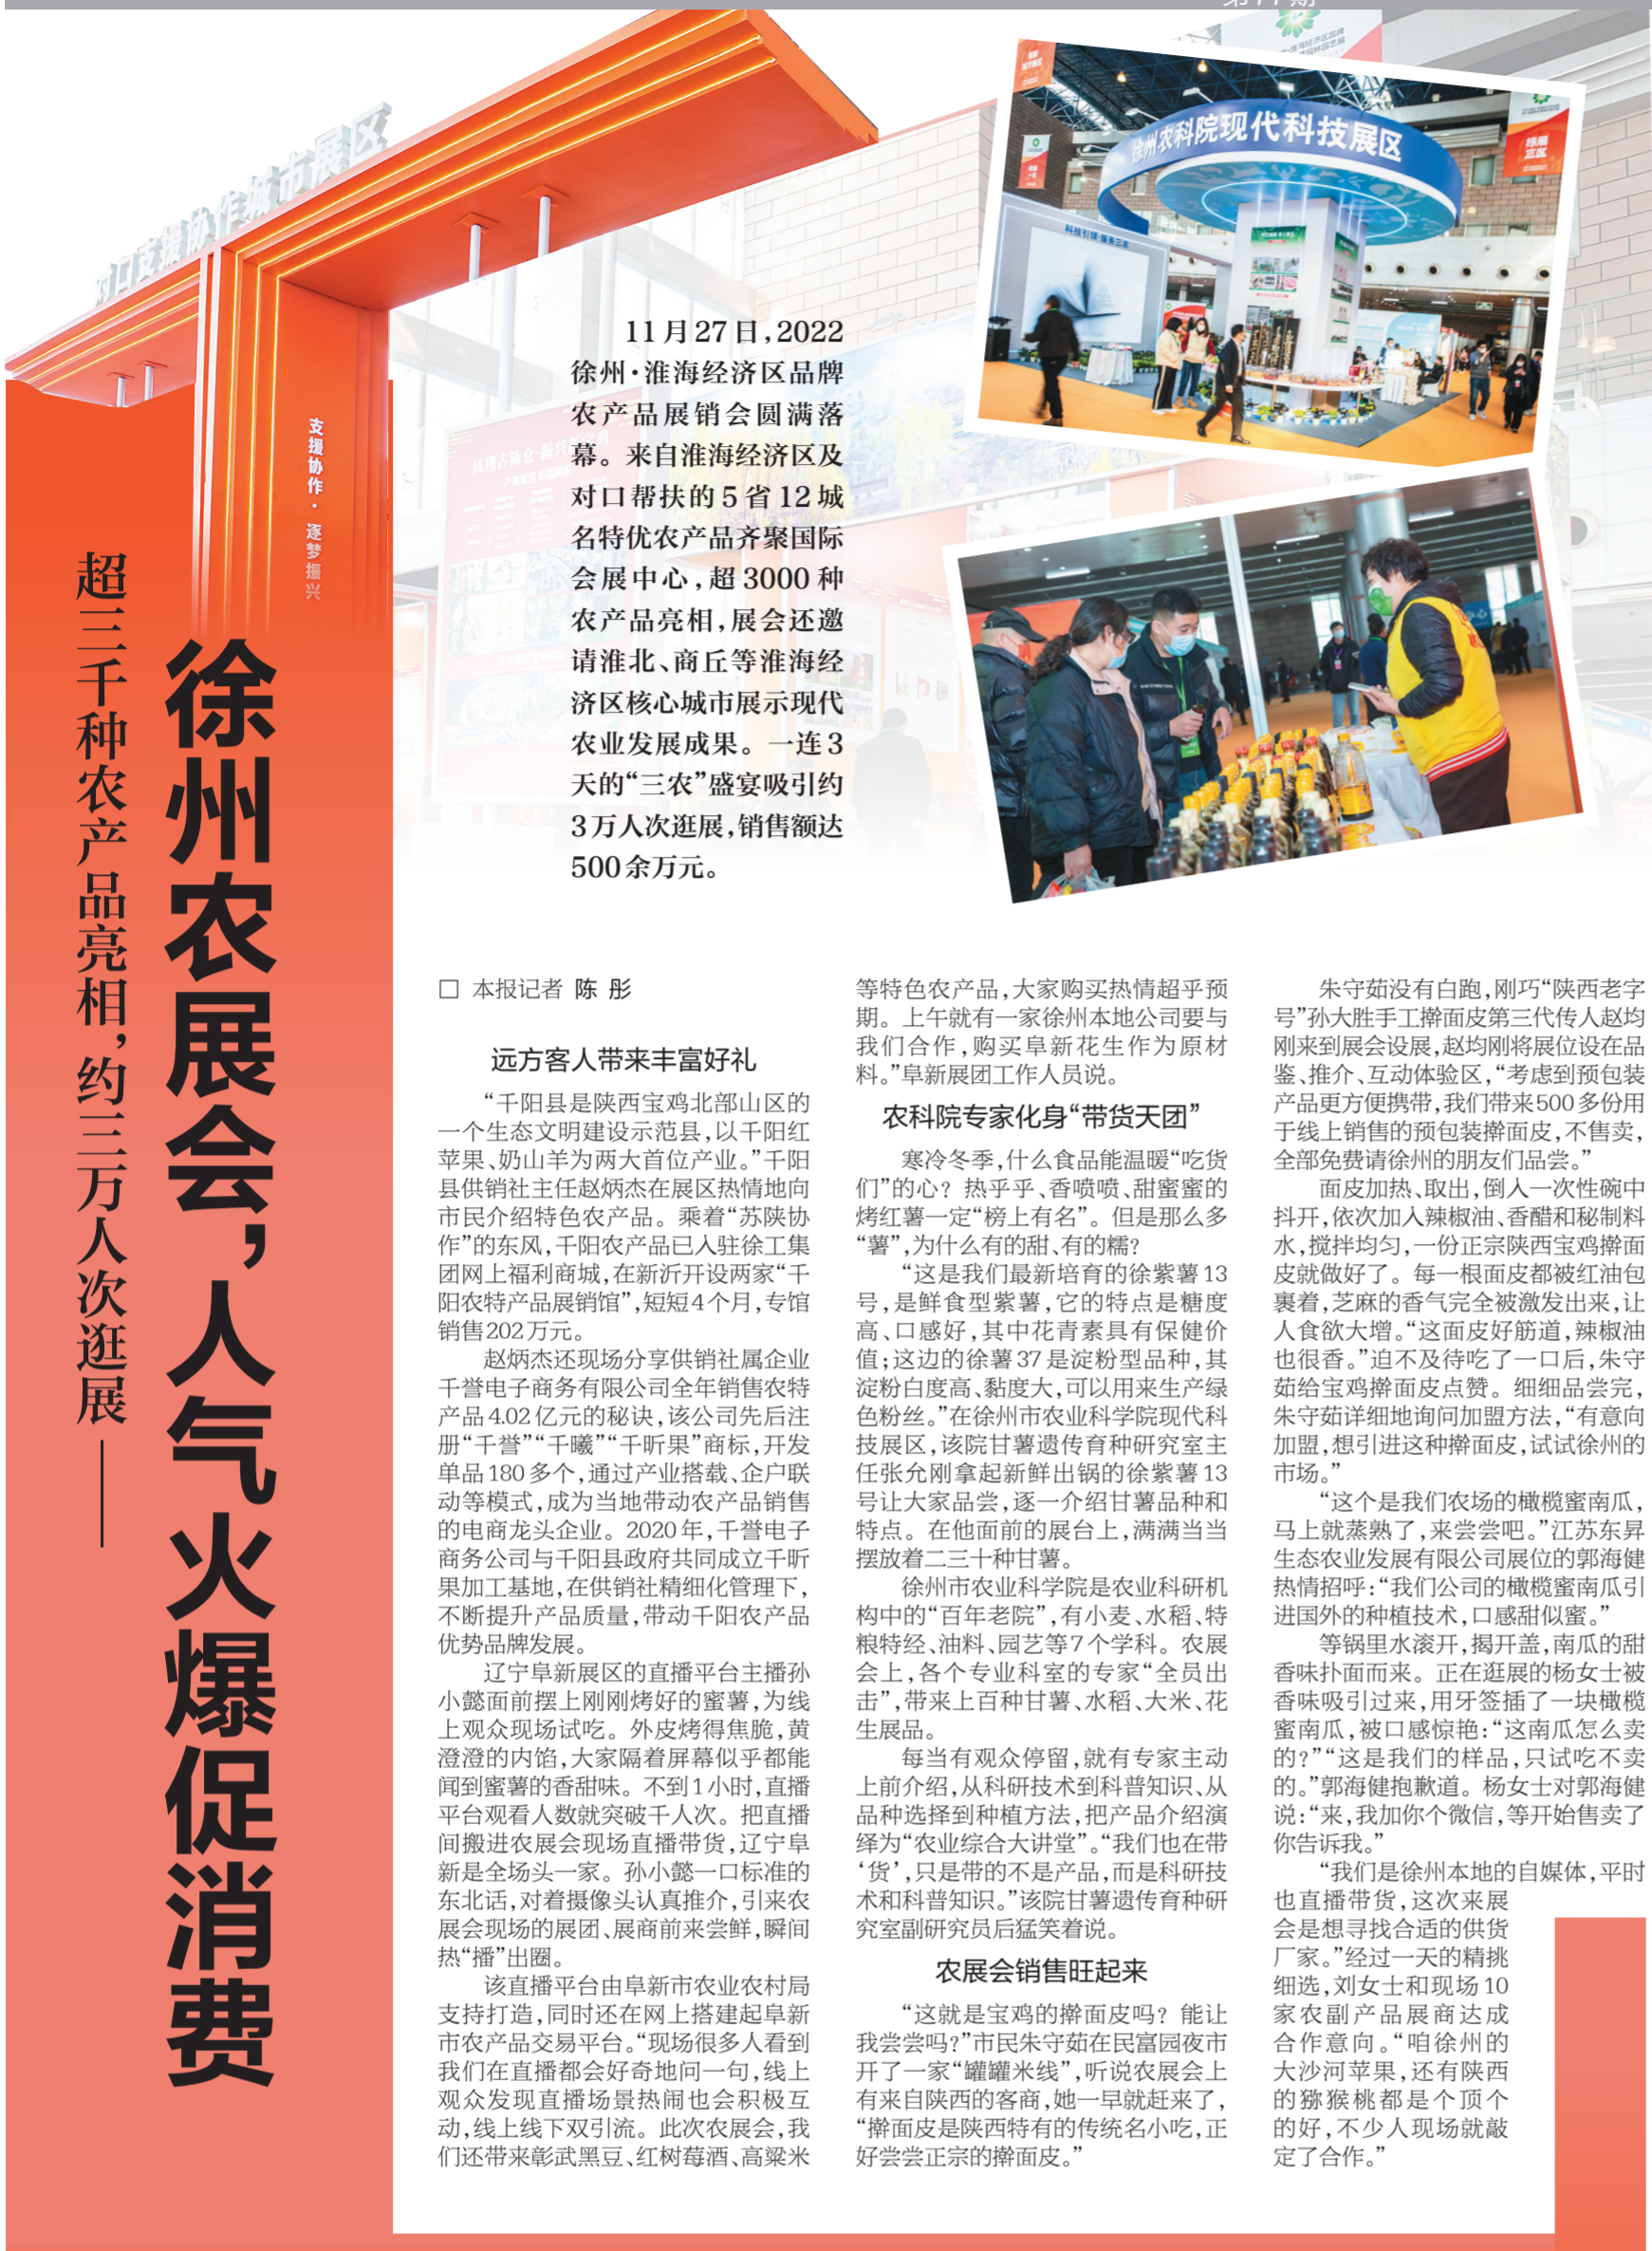 对口支援协作城市展区
支援协作·逐梦振兴
徐州农科院现代科技展区
科技引领·服务三农
标展
三区
超三千种农产品亮相,约三万人次逛展——
徐州农展会,人气火爆促消费
11月27日,2022
徐州·淮海经济区品牌
农产品展销会圆满落
幕。来自淮海经济区及
对口帮扶的5省12城
名特优农产品齐聚国际
会展中心,超3000种
农产品亮相,展会还邀
请淮北、商丘等淮海经
济区核心城市展示现代
农业发展成果。一连3
天的“三农”盛宴吸引约
3万人次逛展,销售额达
500余万元。
□ 本报记者 陈 彤
远方客人带来丰富好礼
“千阳县是陕西宝鸡北部山区的
一个生态文明建设示范县,以千阳红
苹果、奶山羊为两大首位产业。”千阳
县供销社主任赵炳杰在展区热情地向
市民介绍特色农产品。乘着“苏陕协
作”的东风,千阳农产品已入驻徐工集
团网上福利商城,在新沂开设两家“千
阳农特产品展销馆”,短短4个月,专馆
销售202万元。
赵炳杰还现场分享供销社属企业
千誉电子商务有限公司全年销售农特
产品4.02亿元的秘诀,该公司先后注
册“千誉”“千曦”“千昕果”商标,开发
单品180多个,通过产业搭载、企户联
动等模式,成为当地带动农产品销售
的电商龙头企业。2020年,千誉电子
商务公司与千阳县政府共同成立千昕
果加工基地,在供销社精细化管理下,
不断提升产品质量,带动千阳农产品
优势品牌发展。
辽宁阜新展区的直播平台主播孙
小懿面前摆上刚刚烤好的蜜薯,为线
上观众现场试吃。外皮烤得焦脆,黄
澄澄的内馅,大家隔着屏幕似乎都能
闻到蜜薯的香甜味。不到1小时,直播
平台观看人数就突破千人次。把直播
间搬进农展会现场直播带货,辽宁阜
新是全场头一家。孙小懿一口标准的
东北话,对着摄像头认真推介,引来农
展会现场的展团、展商前来尝鲜,瞬间
热“播”出圈。
该直播平台由阜新市农业农村局
支持打造,同时还在网上搭建起阜新
市农产品交易平台。“现场很多人看到
我们在直播都会好奇地问一句,线上
观众发现直播场景热闹也会积极互
动,线上线下双引流。此次农展会,我
们还带来彰武黑豆、红树莓酒、高粱米
等特色农产品,大家购买热情超乎预
期。上午就有一家徐州本地公司要与
我们合作,购买阜新花生作为原材
料。”阜新展团工作人员说。
农科院专家化身“带货天团”
寒冷冬季,什么食品能温暖“吃货
们”的心?热乎乎、香喷喷、甜蜜蜜的
烤红薯一定“榜上有名”。但是那么多
“薯”,为什么有的甜、有的糯?
“这是我们最新培育的徐紫薯13
号,是鲜食型紫薯,它的特点是糖度
高、口感好,其中花青素具有保健价
值;这边的徐薯37是淀粉型品种,其
淀粉白度高、黏度大,可以用来生产绿
色粉丝。”在徐州市农业科学院现代科
技展区,该院甘薯遗传育种研究室主
任张允刚拿起新鲜出锅的徐紫薯13
号让大家品尝,逐一介绍甘薯品种和
特点。在他面前的展台上,满满当当
摆放着二三十种甘薯。
徐州市农业科学院是农业科研机
构中的“百年老院”,有小麦、水稻、特
粮特经、油料、园艺等7个学科。农展
会上,各个专业科室的专家“全员出
击”,带来上百种甘薯、水稻、大米、花
生展品。
每当有观众停留,就有专家主动
上前介绍,从科研技术到科普知识、从
品种选择到种植方法,把产品介绍演
绎为“农业综合大讲堂”。“我们也在带
‘货’,只是带的不是产品,而是科研技
术和科普知识。”该院甘薯遗传育种研
究室副研究员后猛笑着说。
农展会销售旺起来
“这就是宝鸡的擀面皮吗?能让
我尝尝吗?”市民朱守茹在民富园夜市
开了一家“罐罐米线”,听说农展会上
有来自陕西的客商,她一早就赶来了,
“擀面皮是陕西特有的传统名小吃,正
好尝尝正宗的擀面皮。”
朱守茹没有白跑,刚巧“陕西老字
号”孙大胜手工擀面皮第三代传人赵均
刚来到展会设展,赵均刚将展位设在品
鉴、推介、互动体验区,“考虑到预包装
产品更方便携带,我们带来500多份用
于线上销售的预包装擀面皮,不售卖,
全部免费请徐州的朋友们品尝。”
面皮加热、取出,倒入一次性碗中
抖开,依次加入辣椒油、香醋和秘制料
水,搅拌均匀,一份正宗陕西宝鸡擀面
皮就做好了。每一根面皮都被红油包
裹着,芝麻的香气完全被激发出来,让
人食欲大增。“这面皮好筋道,辣椒油
也很香。”迫不及待吃了一口后,朱守
茹给宝鸡擀面皮点赞。细细品尝完,
朱守茹详细地询问加盟方法,“有意向
加盟,想引进这种擀面皮,试试徐州的
市场。”
“这个是我们农场的橄榄蜜南瓜,
马上就蒸熟了,来尝尝吧。”江苏东昇
生态农业发展有限公司展位的郭海健
热情招呼:“我们公司的橄榄蜜南瓜引
进国外的种植技术,口感甜似蜜。”
等锅里水滚开,揭开盖,南瓜的甜
香味扑面而来。正在逛展的杨女士被
香味吸引过来,用牙签插了一块橄榄
蜜南瓜,被口感惊艳:“这南瓜怎么卖
的?”“这是我们的样品,只试吃不卖
的。”郭海健抱歉道。杨女士对郭海健
说:“来,我加你个微信,等开始售卖了
你告诉我。”
“我们是徐州本地的自媒体,平时
也直播带货,这次来展
会是想寻找合适的供货
厂家。”经过一天的精挑
细选,刘女士和现场10
家农副产品展商达成
合作意向。“咱徐州的
大沙河苹果,还有陕西
的猕猴桃都是个顶个
的好,不少人现场就敲
定了合作。”